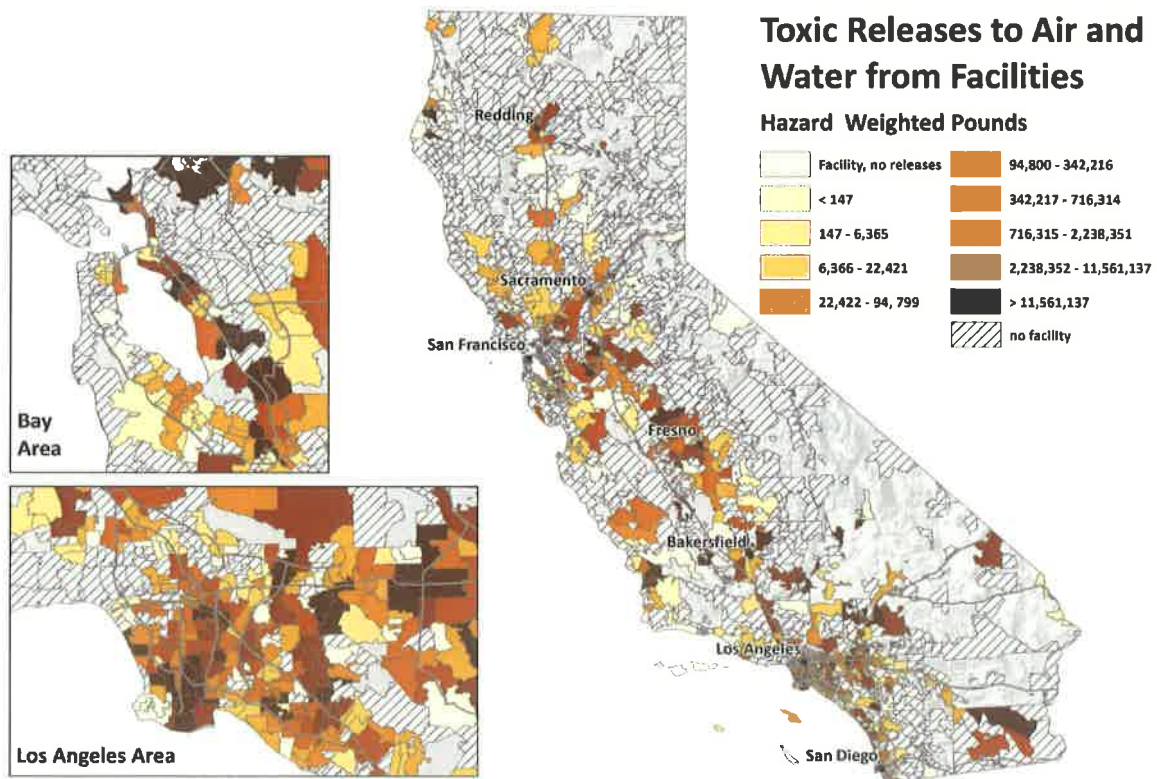 Toxic Releases to Air and
Water from Facilities
Hazard Weighted Pounds
Facility, no releases
< 147
147 - 6,365
6,366 - 22,421
22,422 - 94, 799
94,800 - 342,216
342,217 - 716,314
716,315 - 2,238,351
2,238,352 - 11,561,137
> 11,561,137
no facility
Redding
Sacramento
San Francisco
Fresno
Bakersfield
Los Angeles
San Diego
Bay
Area
Los Angeles Area